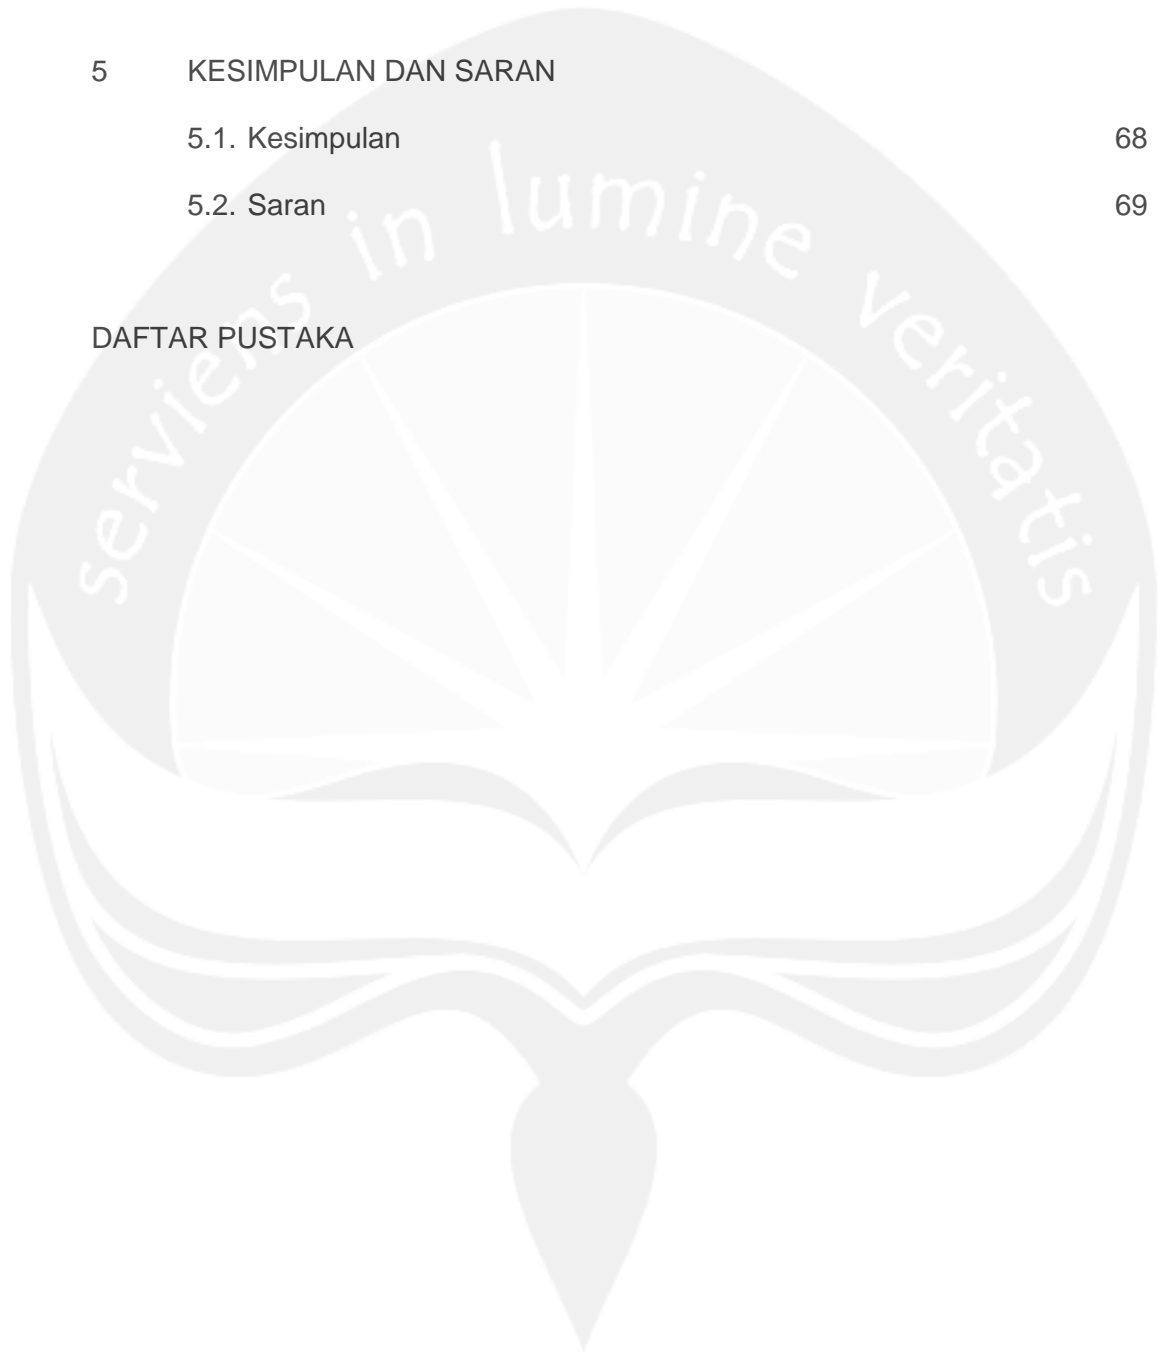 5 KESIMPULAN DAN SARAN
5.1. Kesimpulan 68
5.2. Saran 69
DAFTAR PUSTAKA
serviens in lumine veritatis